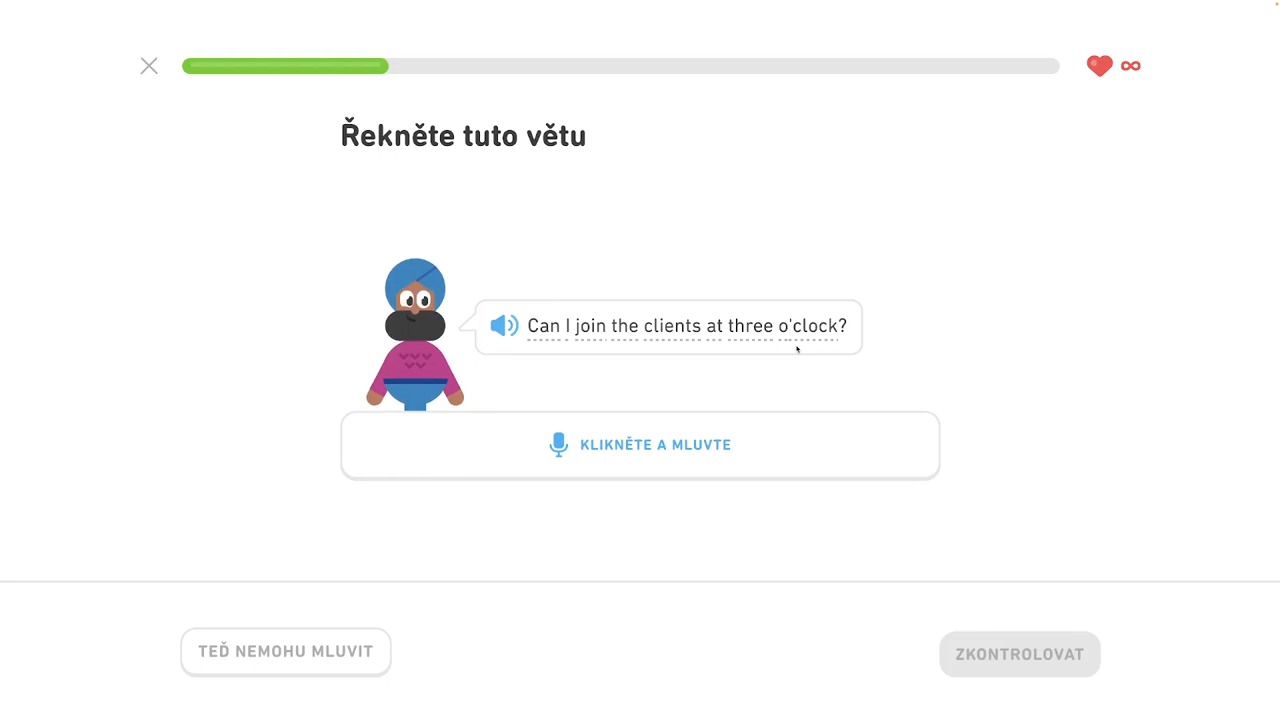 Řekněte tuto větu
Can I join the clients at three o'clock?
KLIKNĚTE A MLUVTE
TEĎ NEMOHU MLUVIT
ZKONTROLOVAT